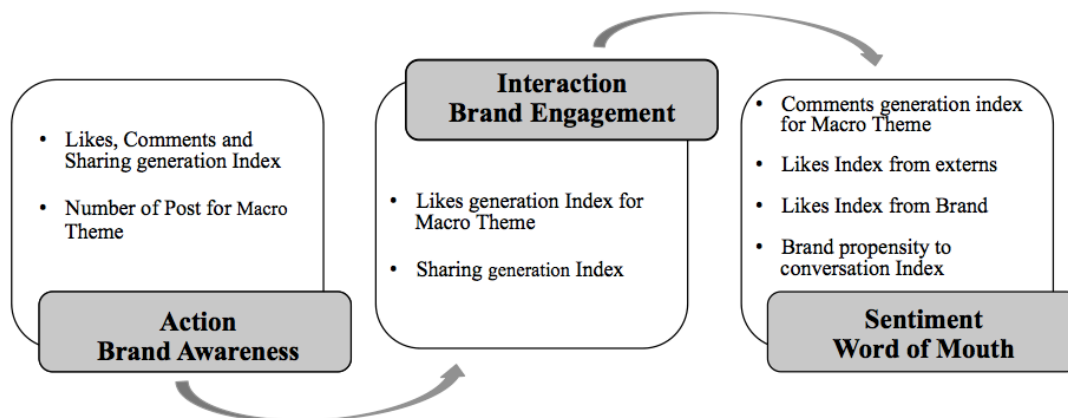 • Likes, Comments and
Sharing generation Index
• Number of Post for Macro
Theme
Action
Brand Awareness
Interaction
Brand Engagement
• Likes generation Index for
Macro Theme
• Sharing generation Index
• Comments generation index
for Macro Theme
• Likes Index from externs
• Likes Index from Brand
• Brand propensity to
conversation Index
Sentiment
Word of Mouth